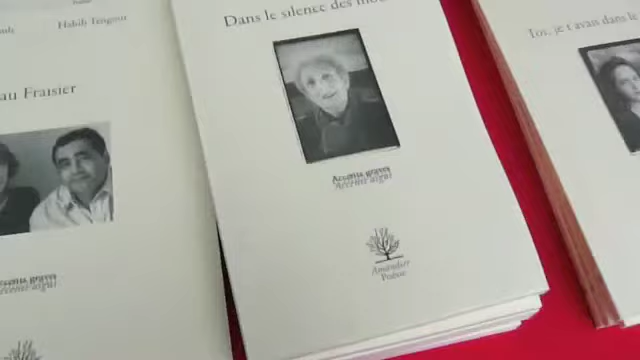 Habib Tengour
au Fraisier
Accents graves
Accents aigus
Dans le silence des mo
Accents graves
Accents aigus
Amandier
Poésie
Toi, je t'avais dans le